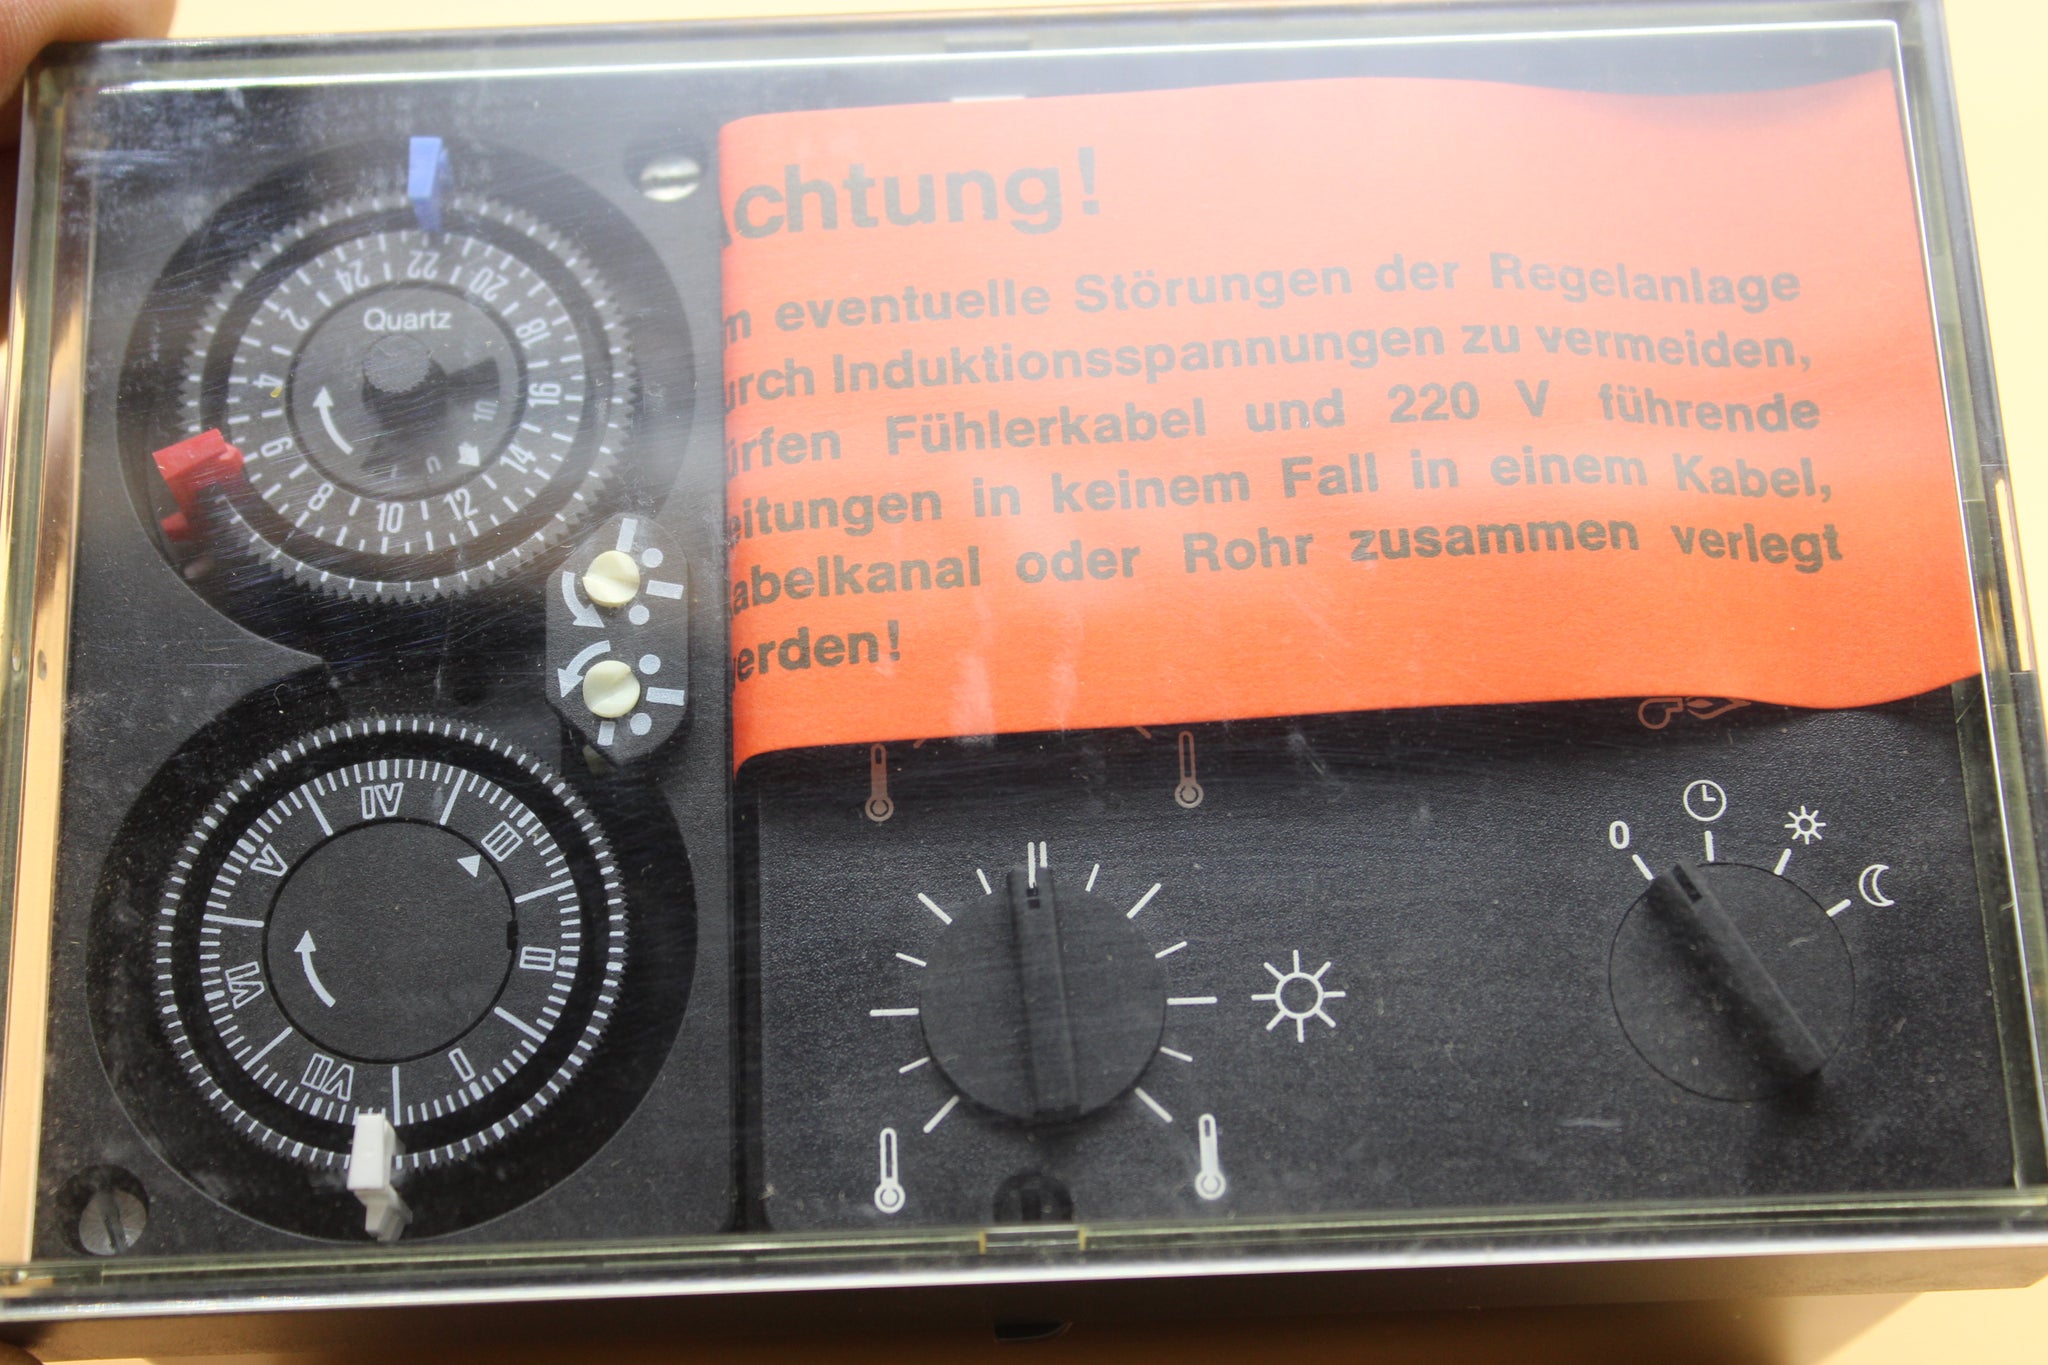 chtung!
m eventuelle Störungen der Regelanlage
urch Induktionsspannungen zu vermeiden,
ürfen Fühlerkabel und 220 V führende
eitungen in keinem Fall in einem Kabel,
abelkanal oder Rohr zusammen verlegt
erden!
Quartz
2 4 6 8 10 12 14 16 18 20 22 24
I II III IV V VI VII
0